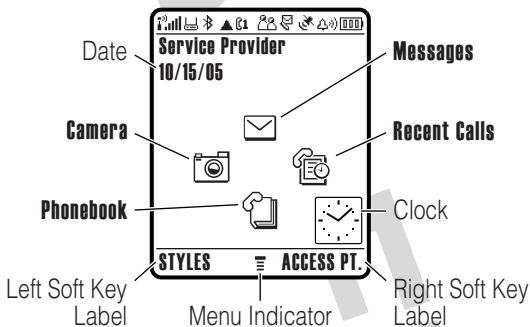 Service Provider
Date
10/15/05
Messages
Camera
Recent Calls
Phonebook
Clock
STYLES
ACCESS PT.
Left Soft Key
Label
Menu Indicator
Right Soft Key
Label